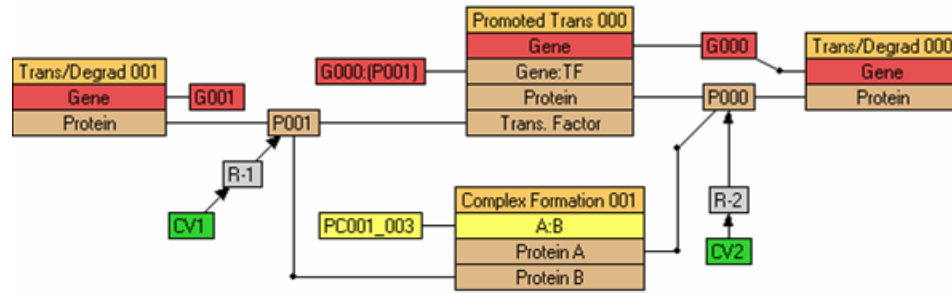 Promoted Trans 000
Gene
G000
Trans/Degrad 000
Trans/Degrad 001
G000:(P001)
Gene:TF
Gene
Gene
G001
Protein
P000
Protein
Protein
P001
Trans. Factor
R-1
Complex Formation 001
R-2
CV1
PC001_003
A:B
Protein A
CV2
Protein B